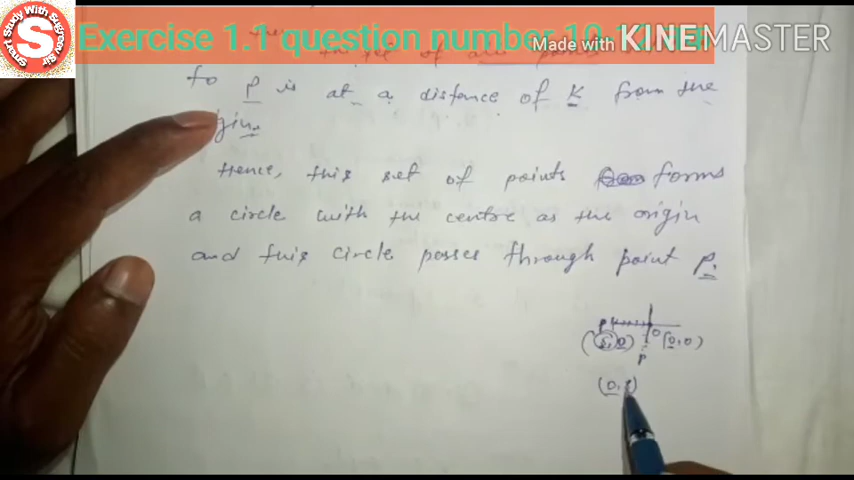 Smart Study With Sugreev Sir
S
Exercise 1.1 question number 10
Made with KINEMASTER
to P is at a distance of K from the
gin.
Hence, this set of points forms
a circle with the centre as the origin
and this circle passes through point P.
P O
(0,0)
P